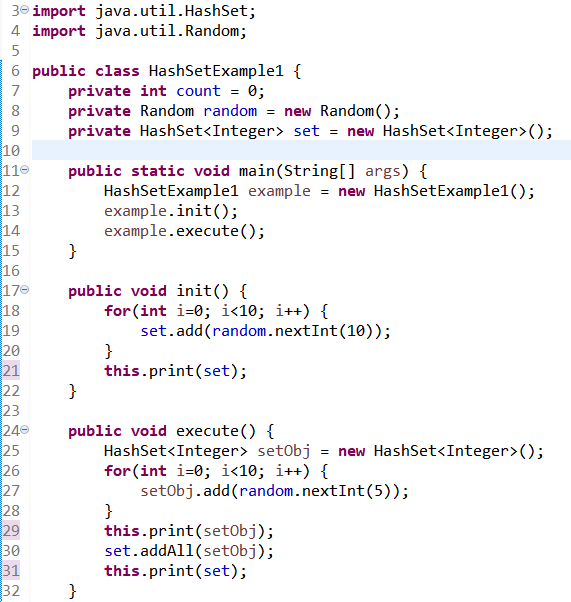 3 import java.util.HashSet;
4 import java.util.Random;
5
6 public class HashSetExample1 {
7     private int count = 0;
8     private Random random = new Random();
9     private HashSet<Integer> set = new HashSet<Integer>();
10
11     public static void main(String[] args) {
12         HashSetExample1 example = new HashSetExample1();
13         example.init();
14         example.execute();
15     }
16
17     public void init() {
18         for(int i=0; i<10; i++) {
19             set.add(random.nextInt(10));
20         }
21         this.print(set);
22     }
23
24     public void execute() {
25         HashSet<Integer> setObj = new HashSet<Integer>();
26         for(int i=0; i<10; i++) {
27             setObj.add(random.nextInt(5));
28         }
29         this.print(setObj);
30         set.addAll(setObj);
31         this.print(set);
32     }